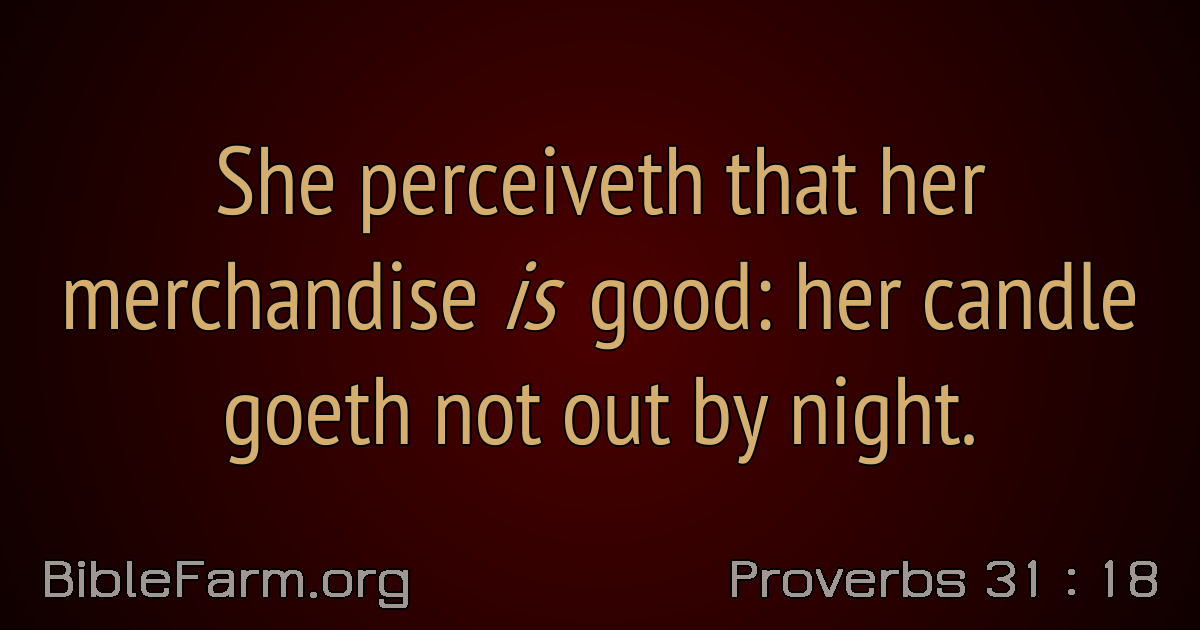 She perceiveth that her
merchandise is good: her candle
goeth not out by night.
BibleFarm.org
Proverbs 31 : 18